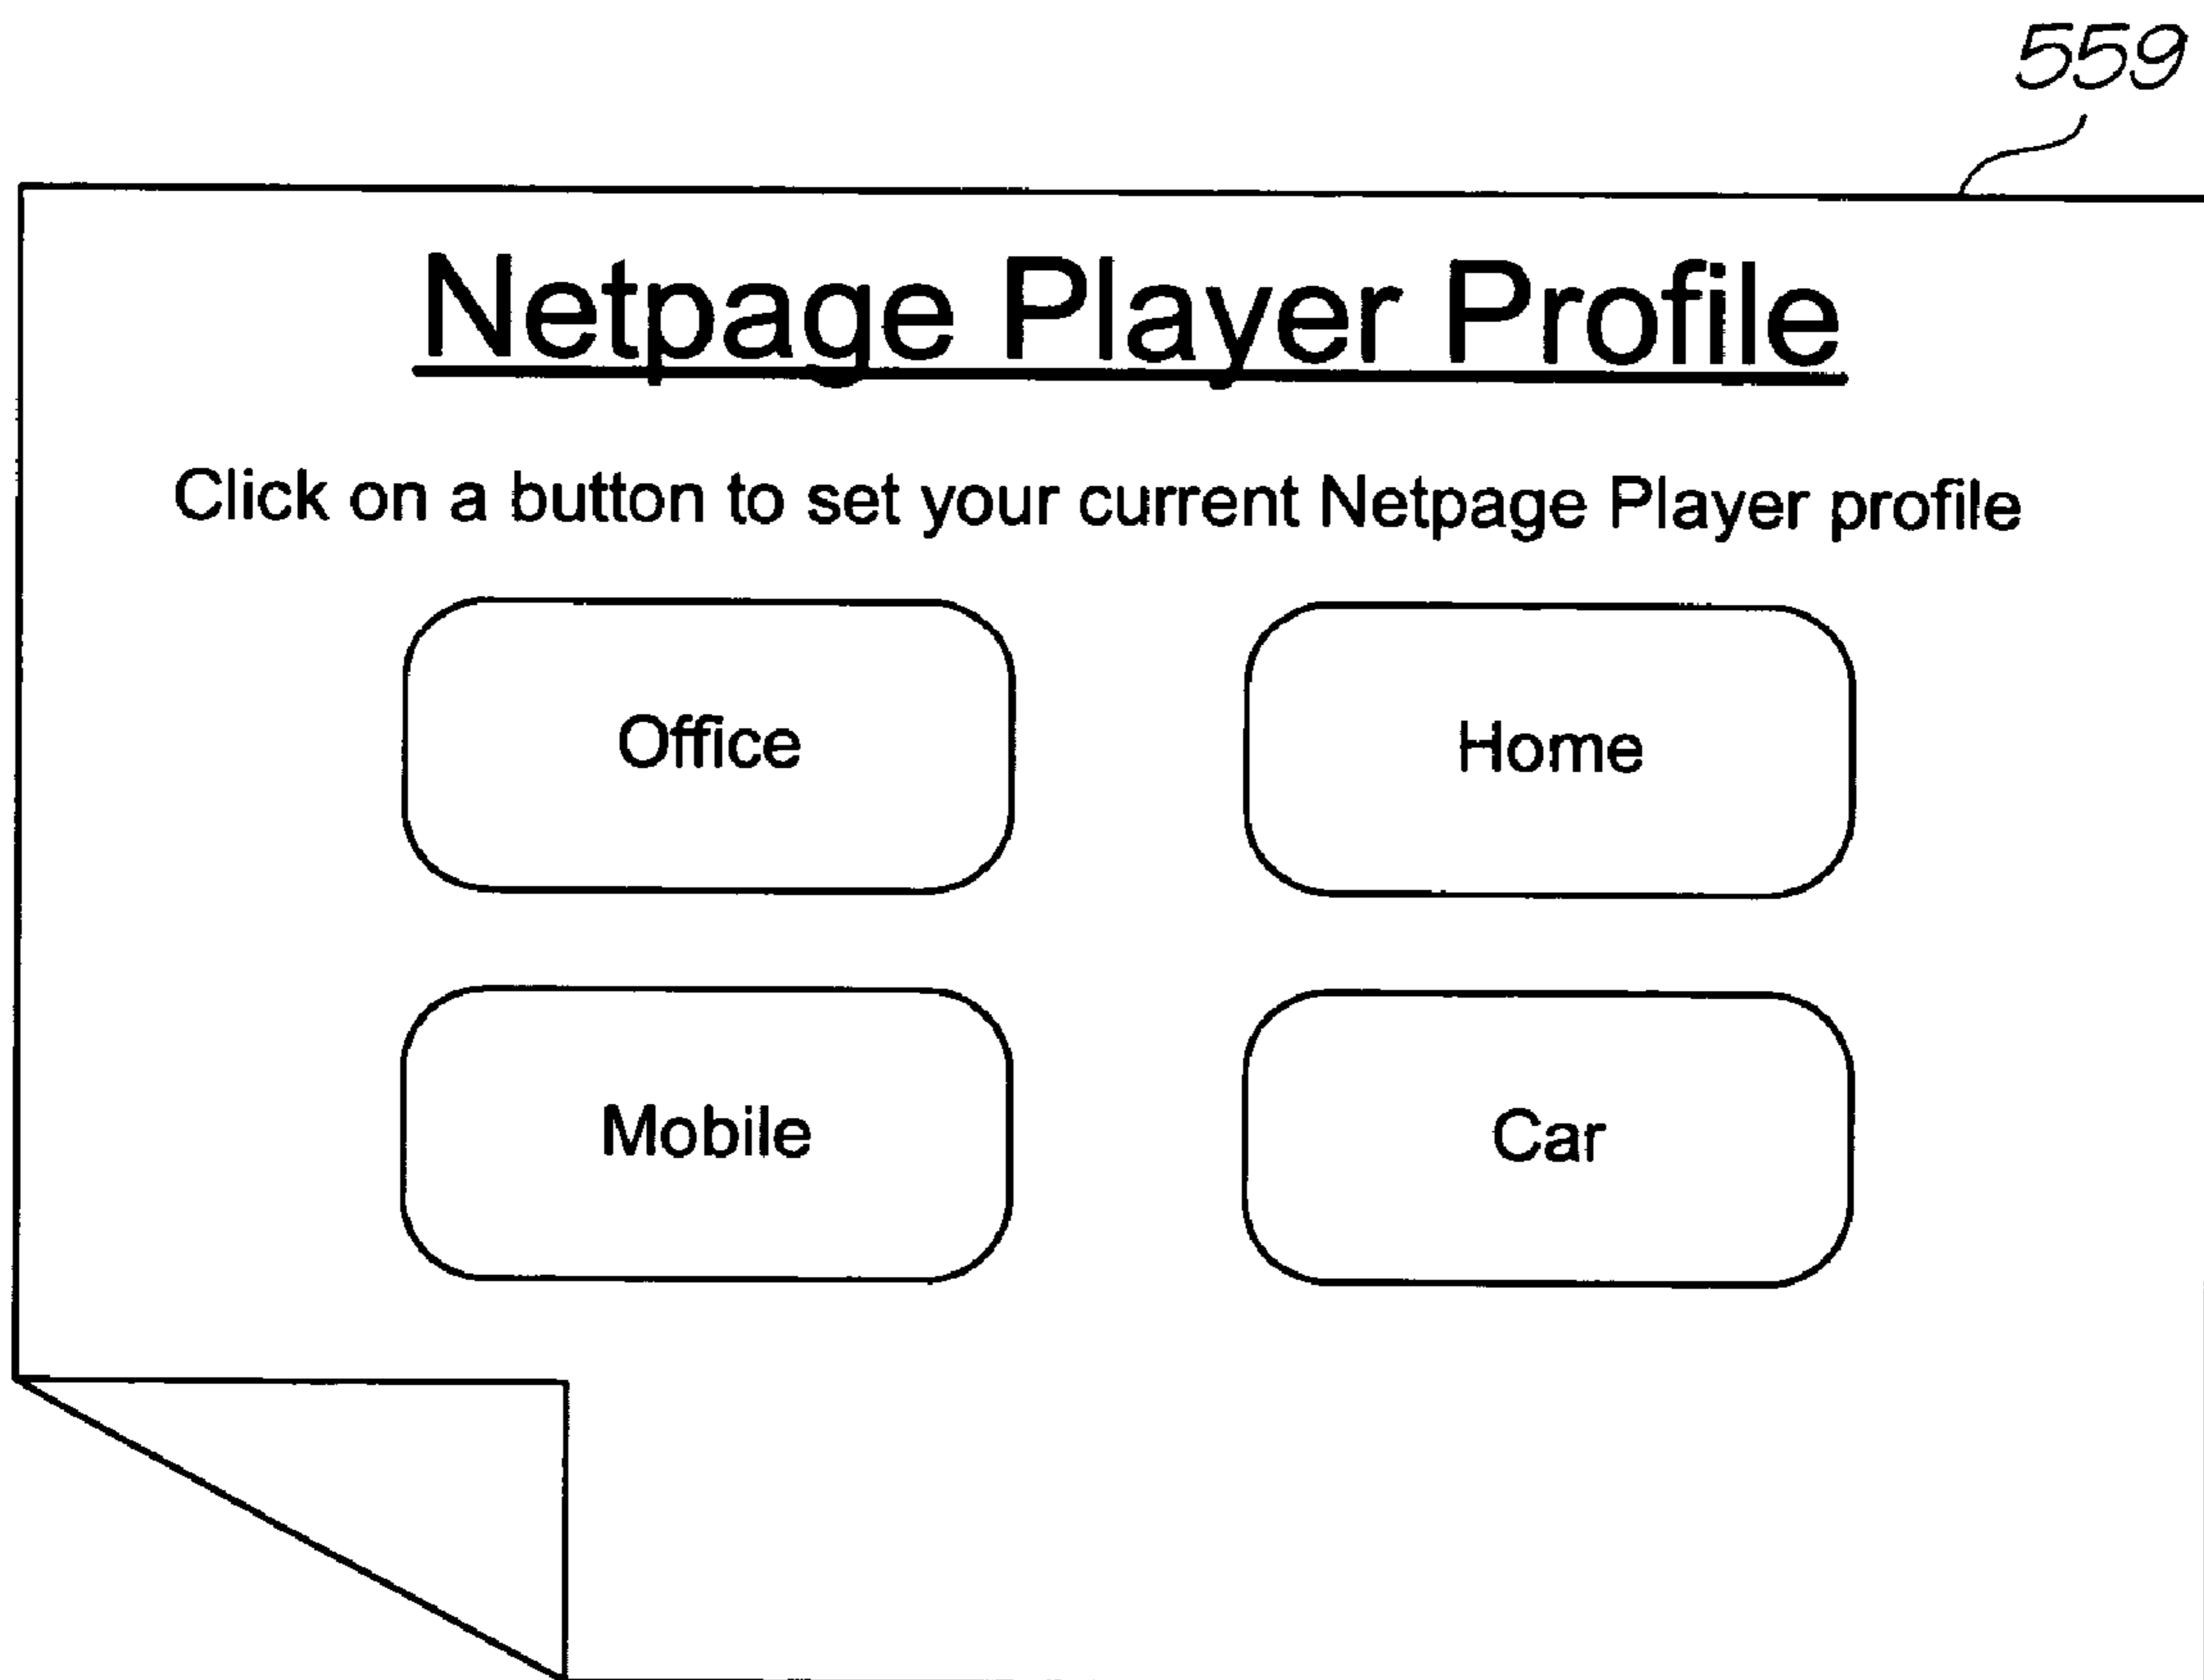 559
Netpage Player Profile
Click on a button to set your current Netpage Player profile
Office
Home
Mobile
Car